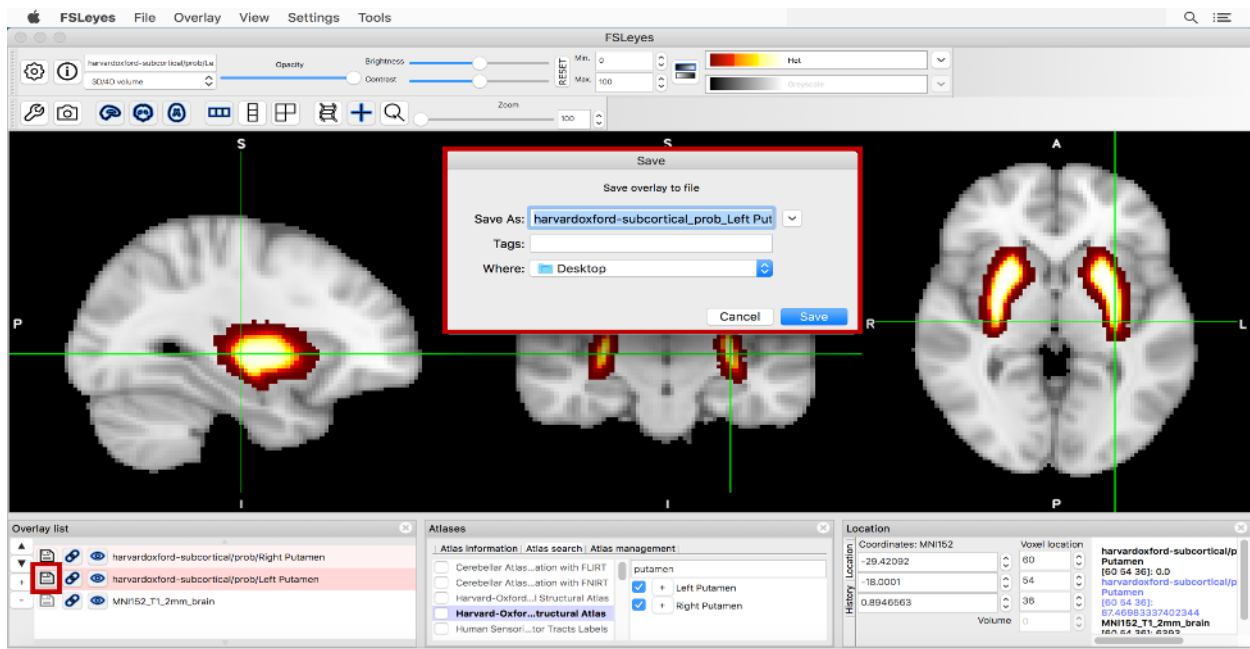 FSLeyes File Overlay View Settings Tools
FSLeyes
harvardoxford-subcortical/prob/Le
3D/4D volume
Opacity
Brightness
Contrast
RESET
Min. 0
Max. 100
Hot
Greyscale
Zoom
100
S
S
A
Save
Save overlay to file
Save As: harvardoxford-subcortical_prob_Left Put
Tags:
Where: Desktop
Cancel Save
P
R
L
I
I
P
Overlay list
harvardoxford-subcortical/prob/Right Putamen
harvardoxford-subcortical/prob/Left Putamen
MNI152_T1_2mm_brain
Atlases
Atlas information Atlas search Atlas management
Cerebellar Atlas...ation with FLIRT
Cerebellar Atlas...ation with FNIRT
Harvard-Oxford...l Structural Atlas
Harvard-Oxfor...tructural Atlas
Human Sensori...tor Tracts Labels
putamen
+ Left Putamen
+ Right Putamen
Location
Location
History
Coordinates: MNI152 Voxel location
-29.42092 60
-18.0001 54
0.8946563 36
Volume 0
harvardoxford-subcortical/p
Putamen
[60 54 36]: 0.0
harvardoxford-subcortical/p
Putamen
[60 54 36]:
87.46983337402344
MNI152_T1_2mm_brain
[60 54 36]: 6393